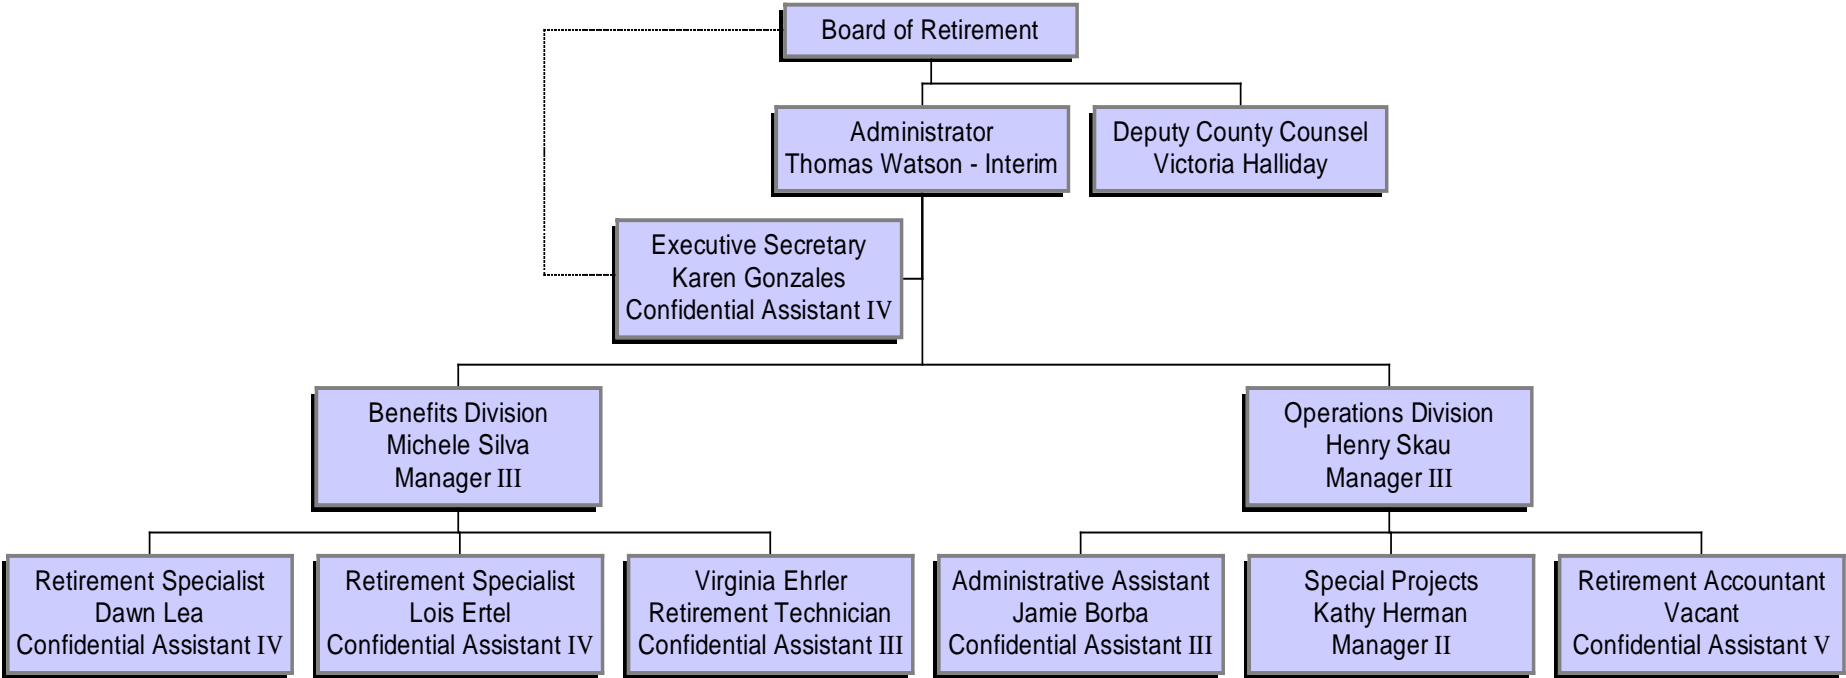 Board of Retirement
Administrator
Thomas Watson - Interim
Deputy County Counsel
Victoria Halliday
Executive Secretary
Karen Gonzales
Confidential Assistant IV
Benefits Division
Michele Silva
Manager III
Operations Division
Henry Skau
Manager III
Retirement Specialist
Dawn Lea
Confidential Assistant IV
Retirement Specialist
Lois Ertel
Confidential Assistant IV
Virginia Ehrler
Retirement Technician
Confidential Assistant III
Administrative Assistant
Jamie Borba
Confidential Assistant III
Special Projects
Kathy Herman
Manager II
Retirement Accountant
Vacant
Confidential Assistant V